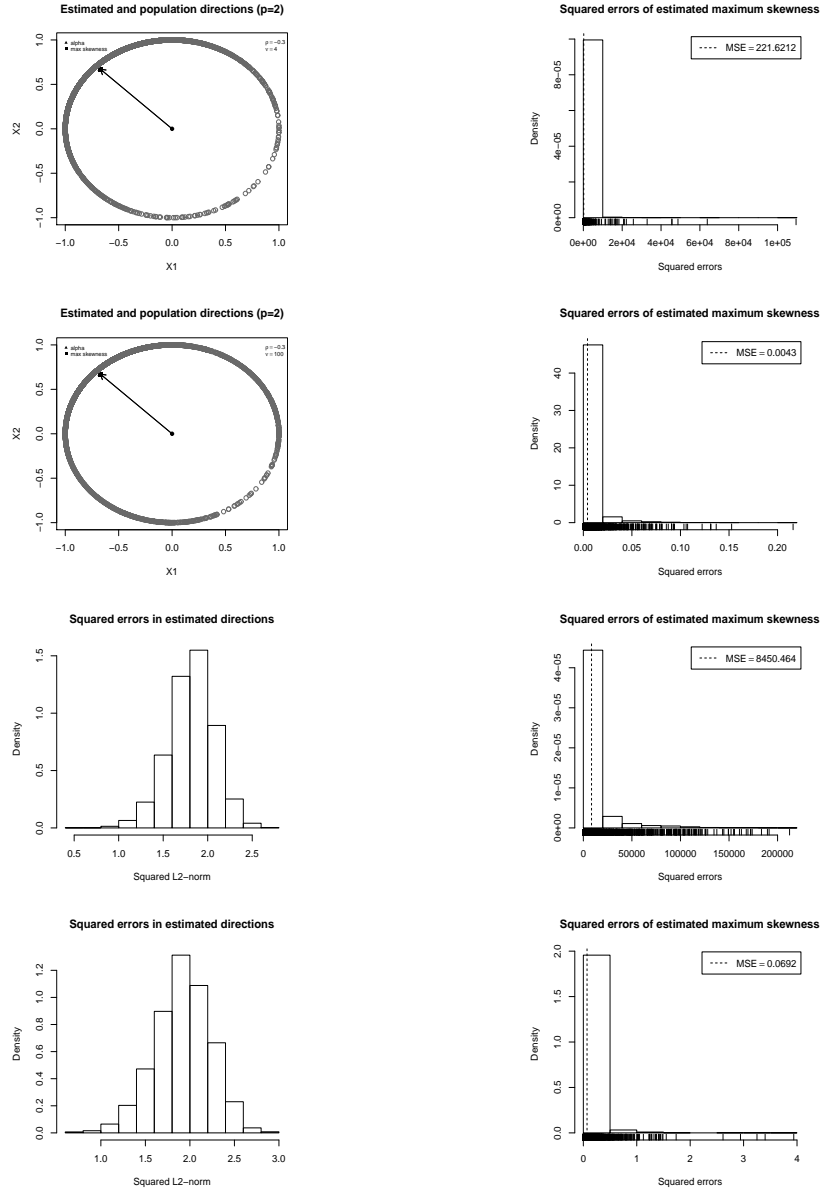 Estimated and population directions (p=2)
alpha
max skewness
ρ = −0.3
ν = 4
X2
1.0
0.5
0.0
−0.5
−1.0
−1.0 −0.5 0.0 0.5 1.0
X1
Squared errors of estimated maximum skewness
MSE = 221.6212
Density
8e−05
4e−05
0e+00
0e+00 2e+04 4e+04 6e+04 8e+04 1e+05
Squared errors
Estimated and population directions (p=2)
alpha
max skewness
ρ = −0.3
ν = 100
X2
1.0
0.5
0.0
−0.5
−1.0
−1.0 −0.5 0.0 0.5 1.0
X1
Squared errors of estimated maximum skewness
MSE = 0.0043
Density
40
30
20
10
0
0.00 0.05 0.10 0.15 0.20
Squared errors
Squared errors in estimated directions
Density
1.5
1.0
0.5
0.0
0.5 1.0 1.5 2.0 2.5
Squared L2−norm
Squared errors of estimated maximum skewness
MSE = 8450.464
Density
4e−05
3e−05
2e−05
1e−05
0e+00
0 50000 100000 150000 200000
Squared errors
Squared errors in estimated directions
Density
1.2
1.0
0.8
0.6
0.4
0.2
0.0
1.0 1.5 2.0 2.5 3.0
Squared L2−norm
Squared errors of estimated maximum skewness
MSE = 0.0692
Density
2.0
1.5
1.0
0.5
0.0
0 1 2 3 4
Squared errors